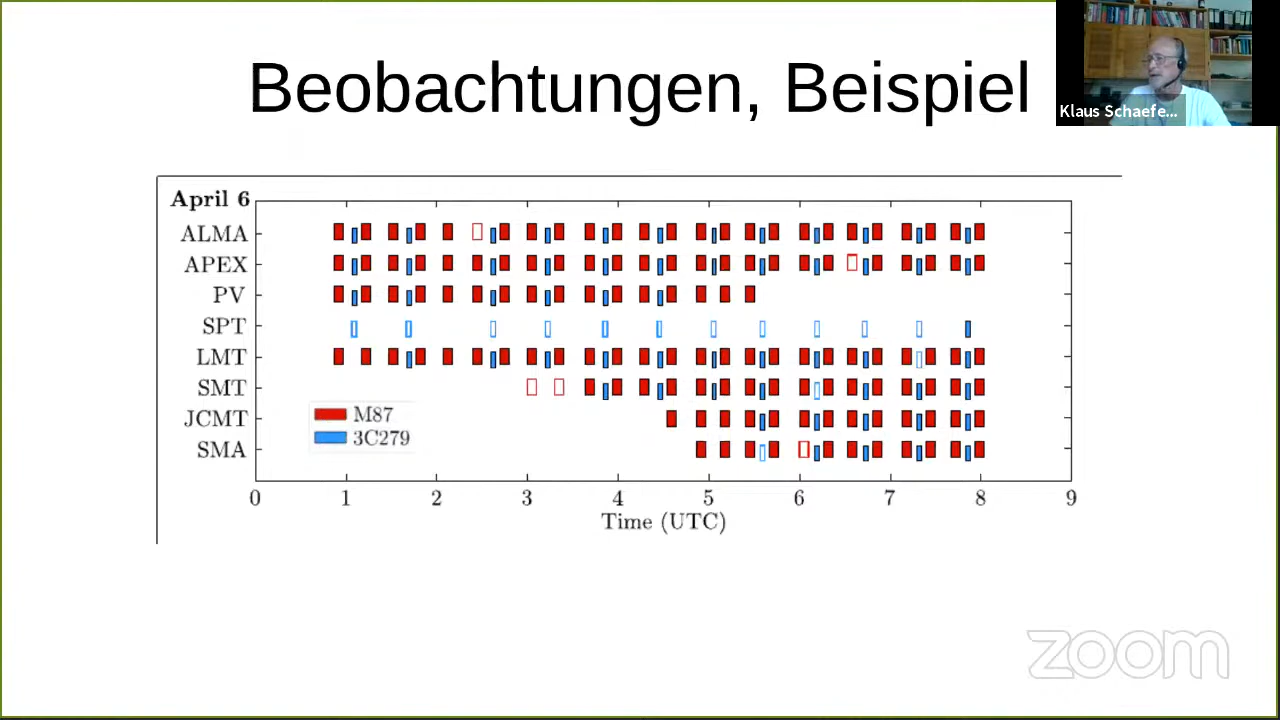 Beobachtungen, Beispiel
Klaus Schaefe...
April 6
ALMA
APEX
PV
SPT
LMT
SMT
JCMT
SMA
M87
3C279
0 1 2 3 4 5 6 7 8 9
Time (UTC)
zoom